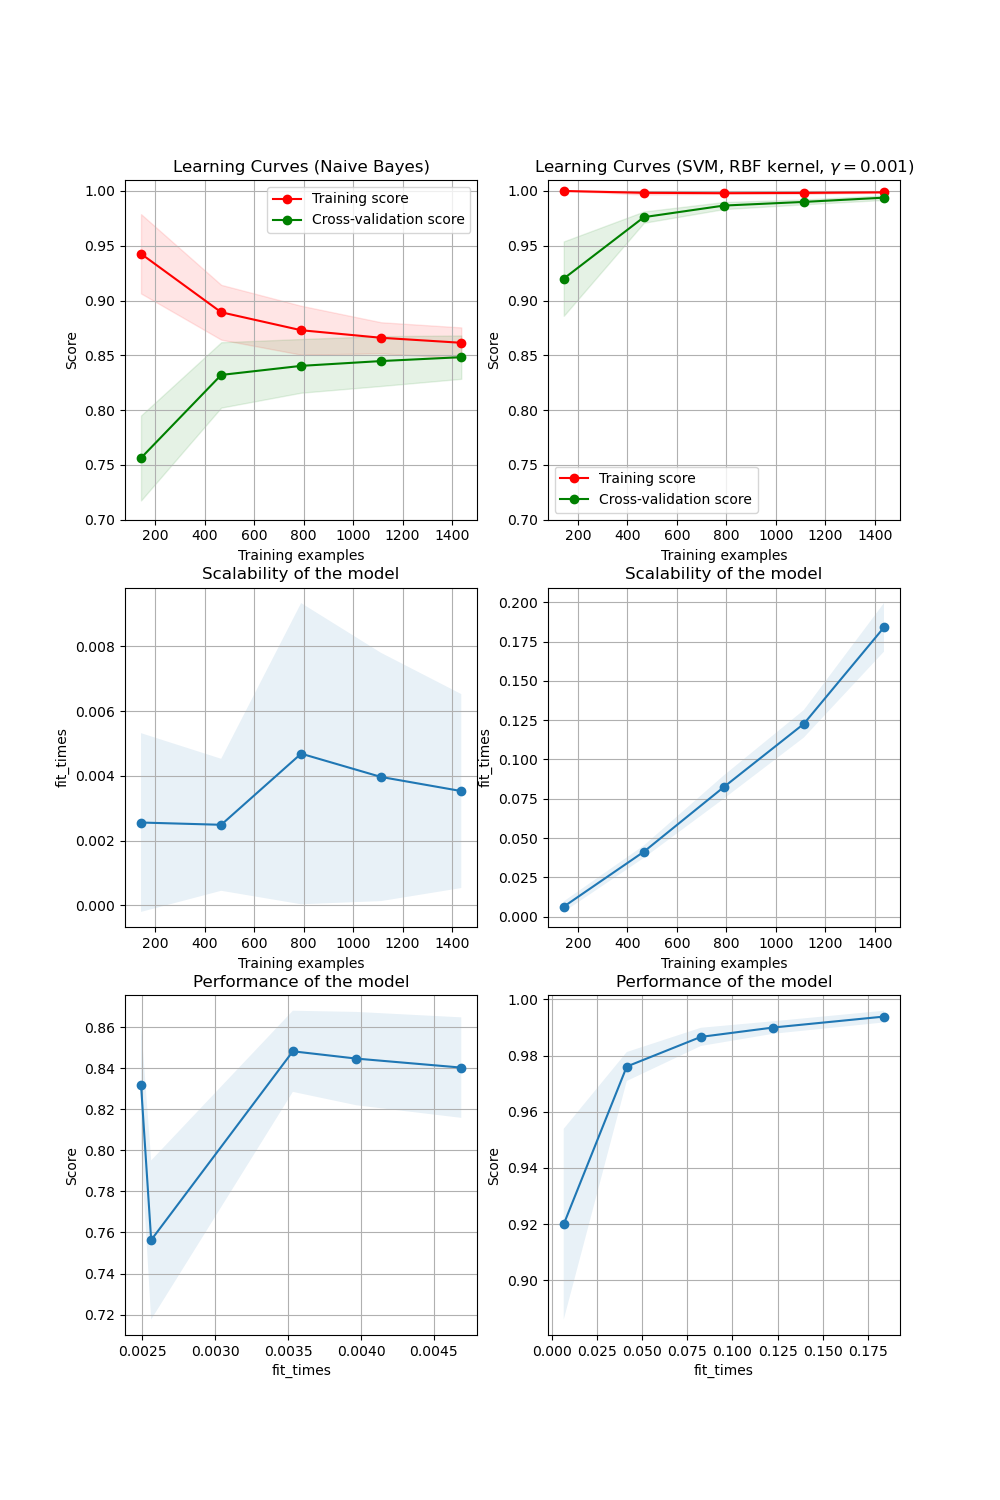 Learning Curves (Naive Bayes)
1.00
0.95
0.90
0.85
0.80
0.75
0.70
Score
Training score
Cross-validation score
200 400 600 800 1000 1200 1400
Training examples
Learning Curves (SVM, RBF kernel, γ = 0.001)
1.00
0.95
0.90
0.85
0.80
0.75
0.70
Score
Training score
Cross-validation score
200 400 600 800 1000 1200 1400
Training examples
Scalability of the model
0.008
0.006
0.004
0.002
0.000
fit_times
200 400 600 800 1000 1200 1400
Training examples
Scalability of the model
0.200
0.175
0.150
0.125
0.100
0.075
0.050
0.025
0.000
fit_times
200 400 600 800 1000 1200 1400
Training examples
Performance of the model
0.86
0.84
0.82
0.80
0.78
0.76
0.74
0.72
Score
0.0025 0.0030 0.0035 0.0040 0.0045
fit_times
Performance of the model
1.00
0.98
0.96
0.94
0.92
0.90
Score
0.000 0.025 0.050 0.075 0.100 0.125 0.150 0.175
fit_times